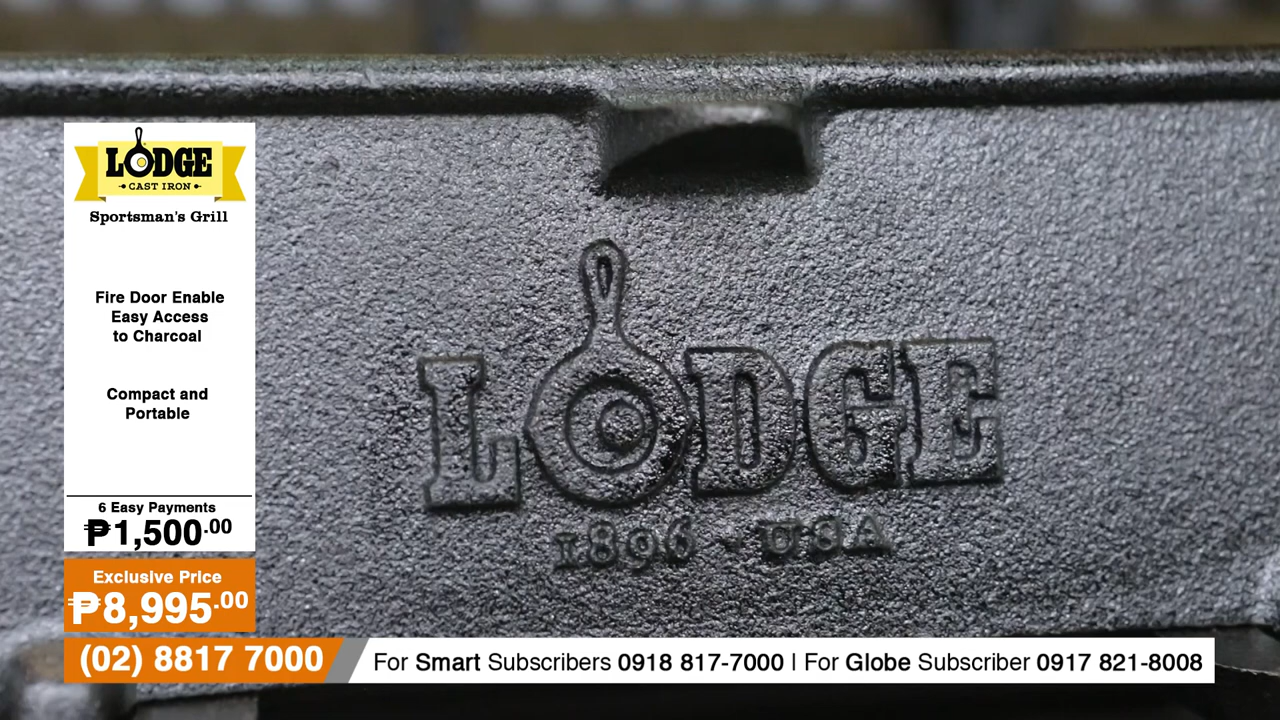 LODGE
CAST IRON
Sportsman's Grill
Fire Door Enable
Easy Access
to Charcoal
Compact and
Portable
6 Easy Payments
₱1,500.00
Exclusive Price
₱8,995.00
(02) 8817 7000
For Smart Subscribers 0918 817-7000 | For Globe Subscriber 0917 821-8008
LODGE
1896 - USA